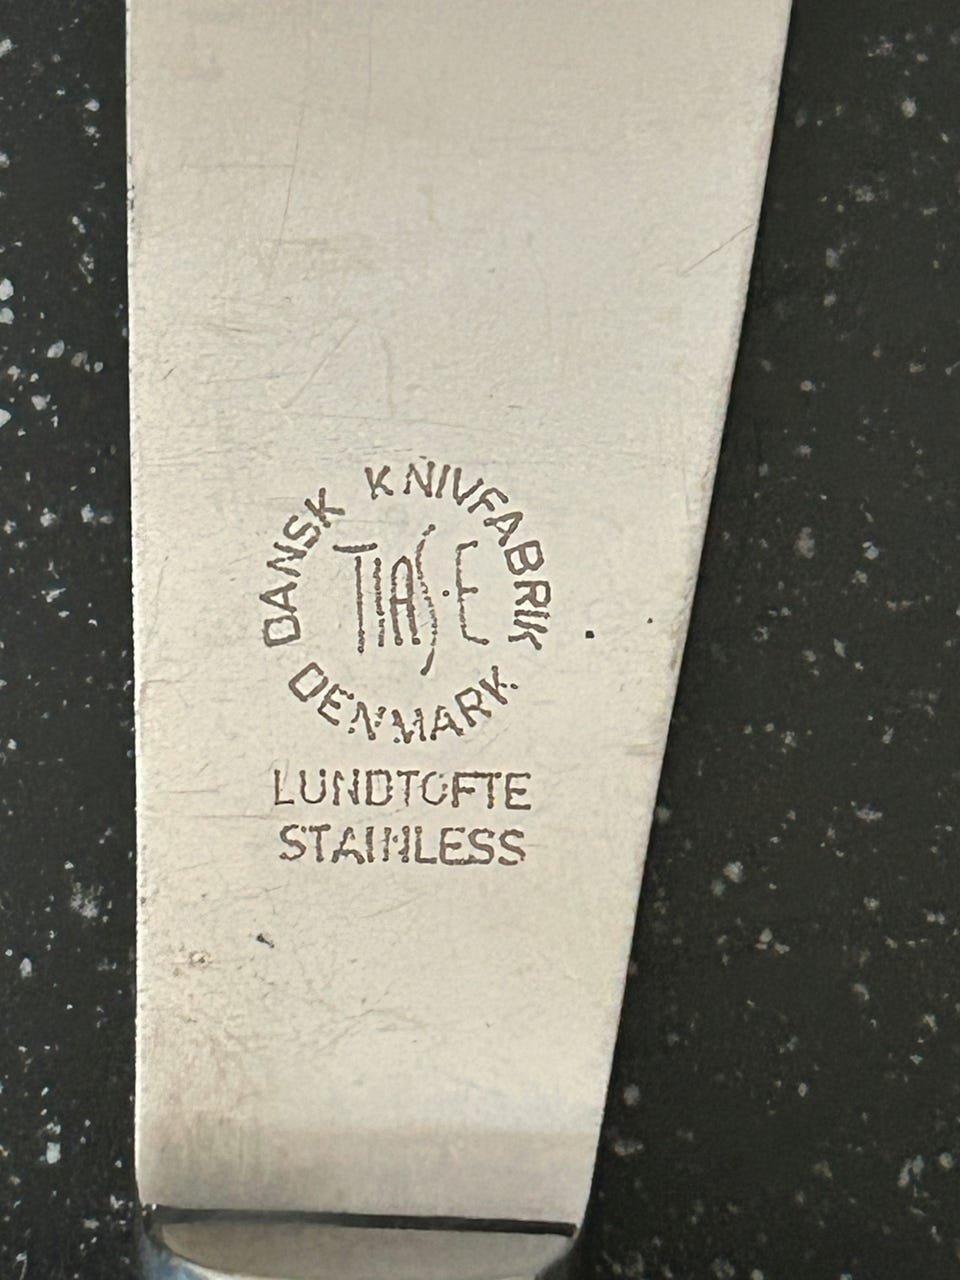 DANSK KNIVFABRIK
DENMARK
LUNDTOFTE
STAINLESS